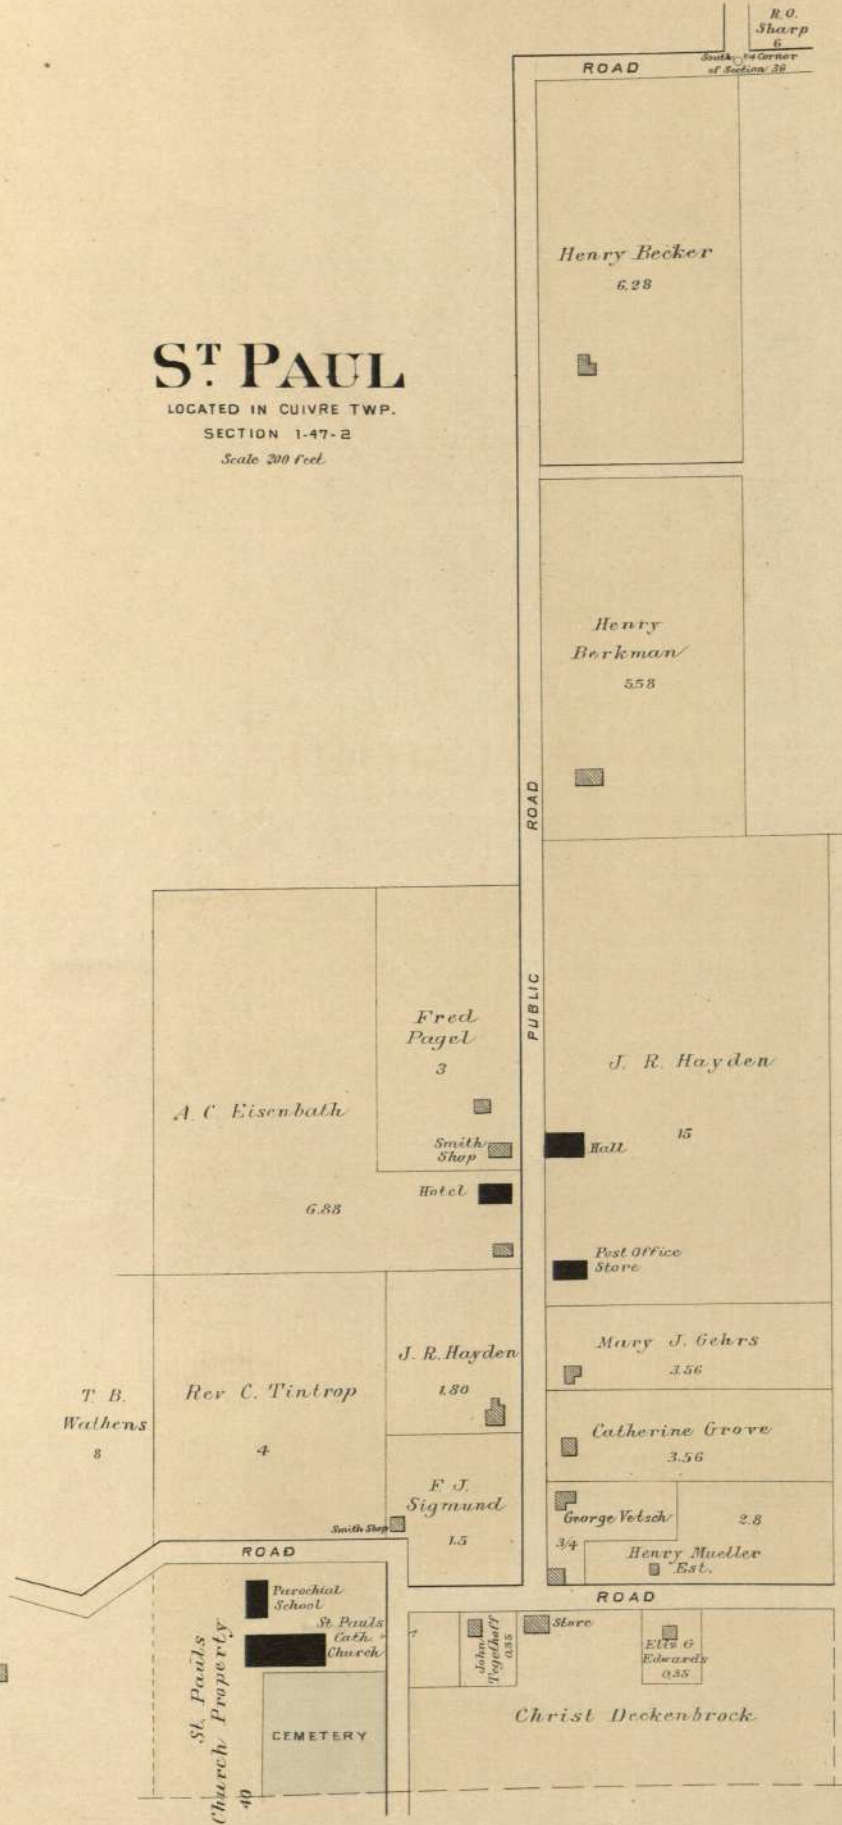 R.O.
Sharp
6
South 1/4 Corner
of Section 36
ROAD
Henry Becker
6.28
ST. PAUL
LOCATED IN CUIVRE TWP.
SECTION 1-47-2
Scale 200 feet
Henry
Berkman
5.58
PUBLIC ROAD
Fred
Pagel
3
J. R. Hayden
15
A. C Eisenbath
6.88
Smith
Shop
Hall
Hotel
Post Office
Store
Mary J. Gehrs
3.56
J. R. Hayden
1.80
T. B.
Wathens
8
Rev C. Tintrop
4
Catherine Grove
3.56
F. J.
Sigmund
1.5
George Vetsch
3/4
2.8
Smith Shop
ROAD
Henry Mueller
Est.
ROAD
Parochial
School
St Pauls
Cath.
Church
John
Tegethoff
0.35
Store
Ellis G
Edwards
0.35
St. Pauls
Church Property
40
CEMETERY
Christ Deckenbrock